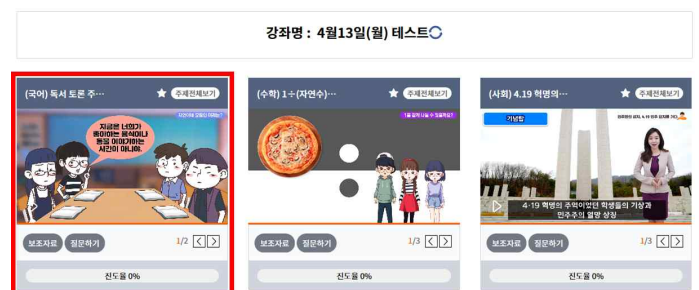 강좌명 : 4월13일(월) 테스트
(국어) 독서 토론 주…
주제전체보기
지금은 너희가
좋아하는 음식이나
동물 이야기하는
시간이 아니야.
보조자료
질문하기
1/2
진도율 0%
(수학) 1÷(자연수)…
주제전체보기
보조자료
질문하기
1/3
진도율 0%
(사회) 4.19 혁명의…
주제전체보기
기념탑
4·19 혁명의 주역이었던 학생들의 기상과
민주주의 열망 상징
보조자료
질문하기
1/3
진도율 0%